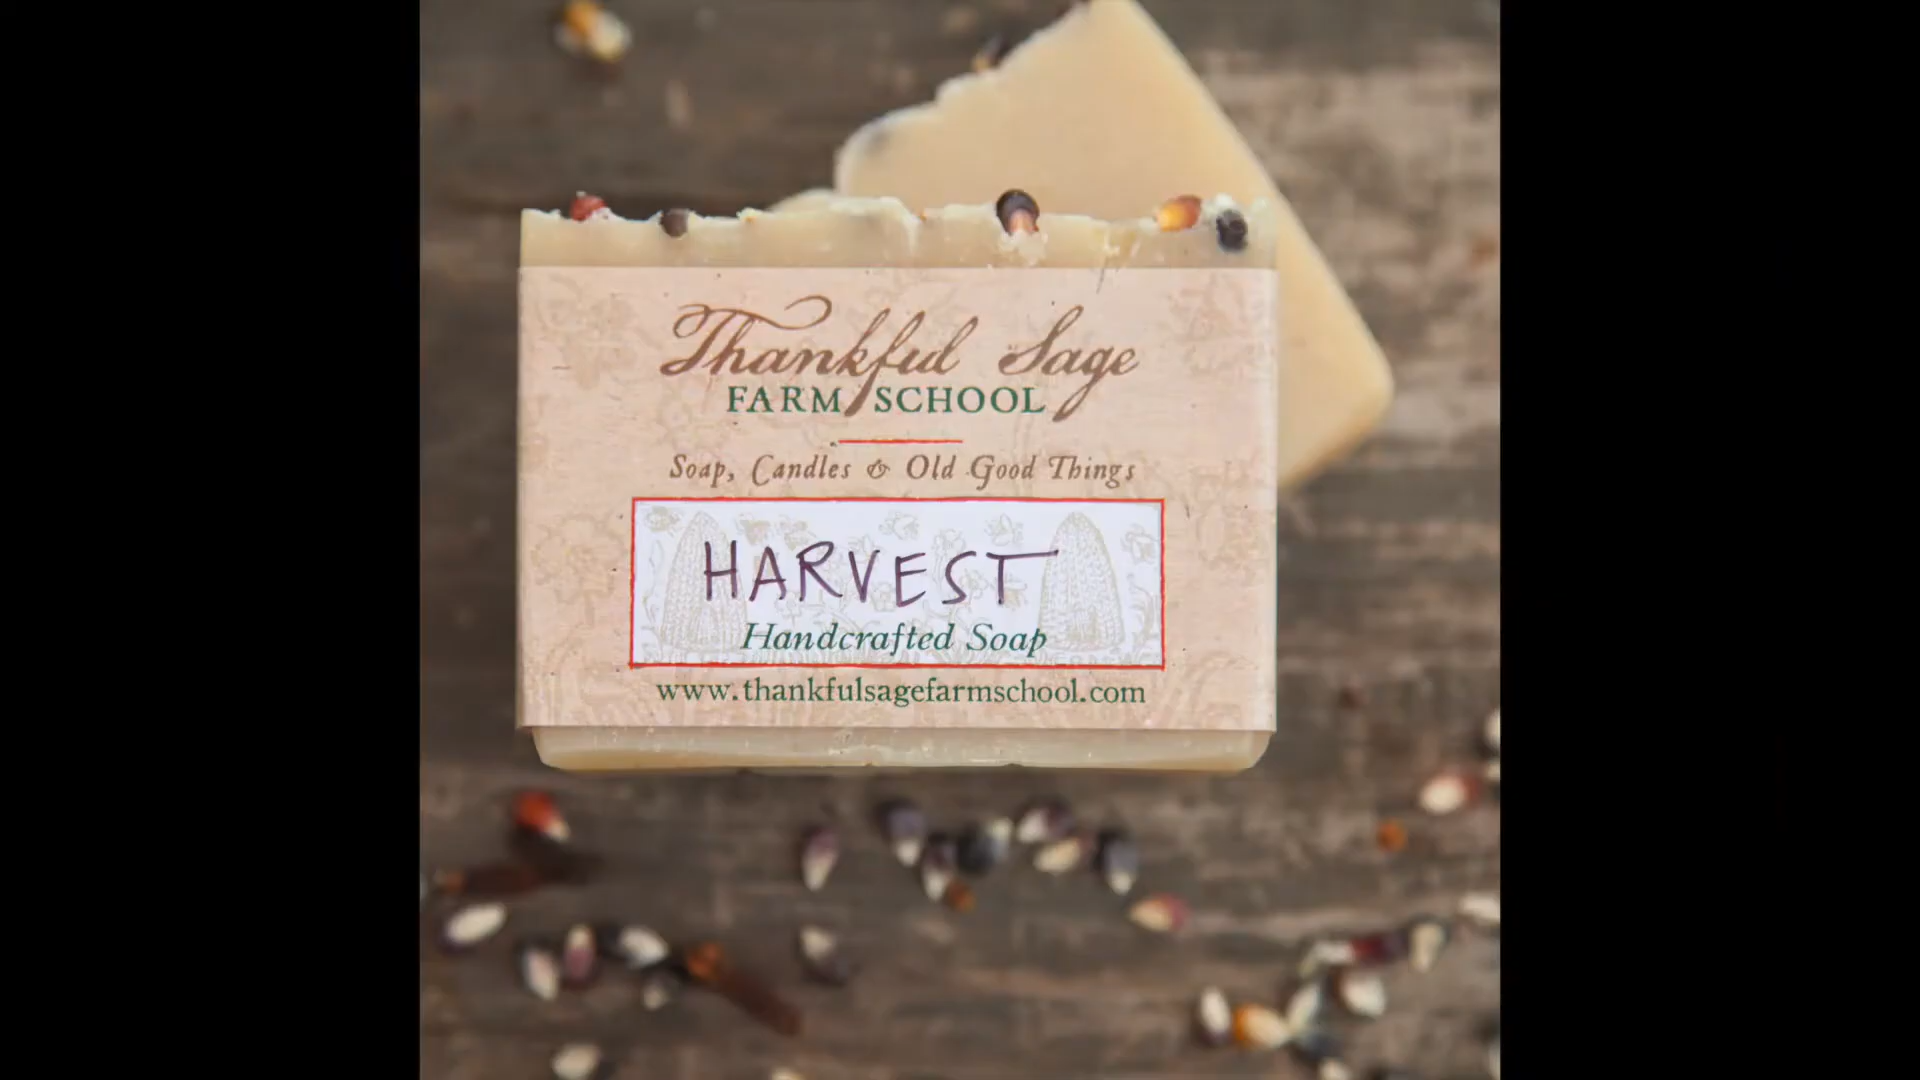 Thankful Sage
FARM SCHOOL
Soap, Candles & Old Good Things
HARVEST
Handcrafted Soap
www.thankfulsagefarmschool.com